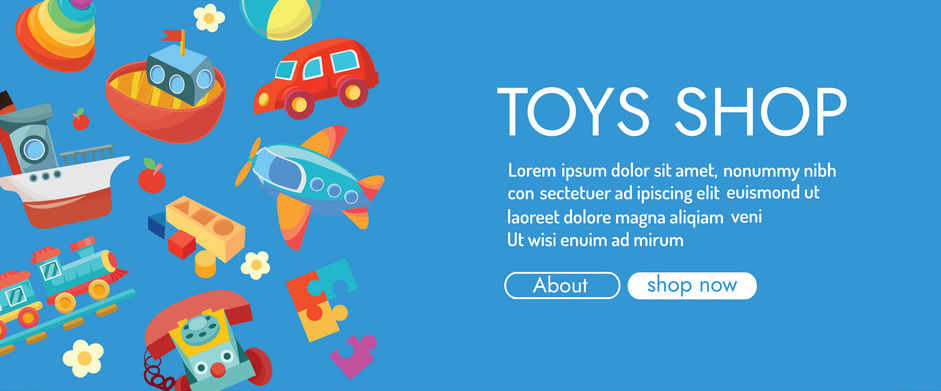 TOYS SHOP
Lorem ipsum dolor sit amet, nonummy nibh
con sectetuer ad ipiscing elit euismond ut
laoreet dolore magna aliqiam veni
Ut wisi enuim ad mirum
About shop now